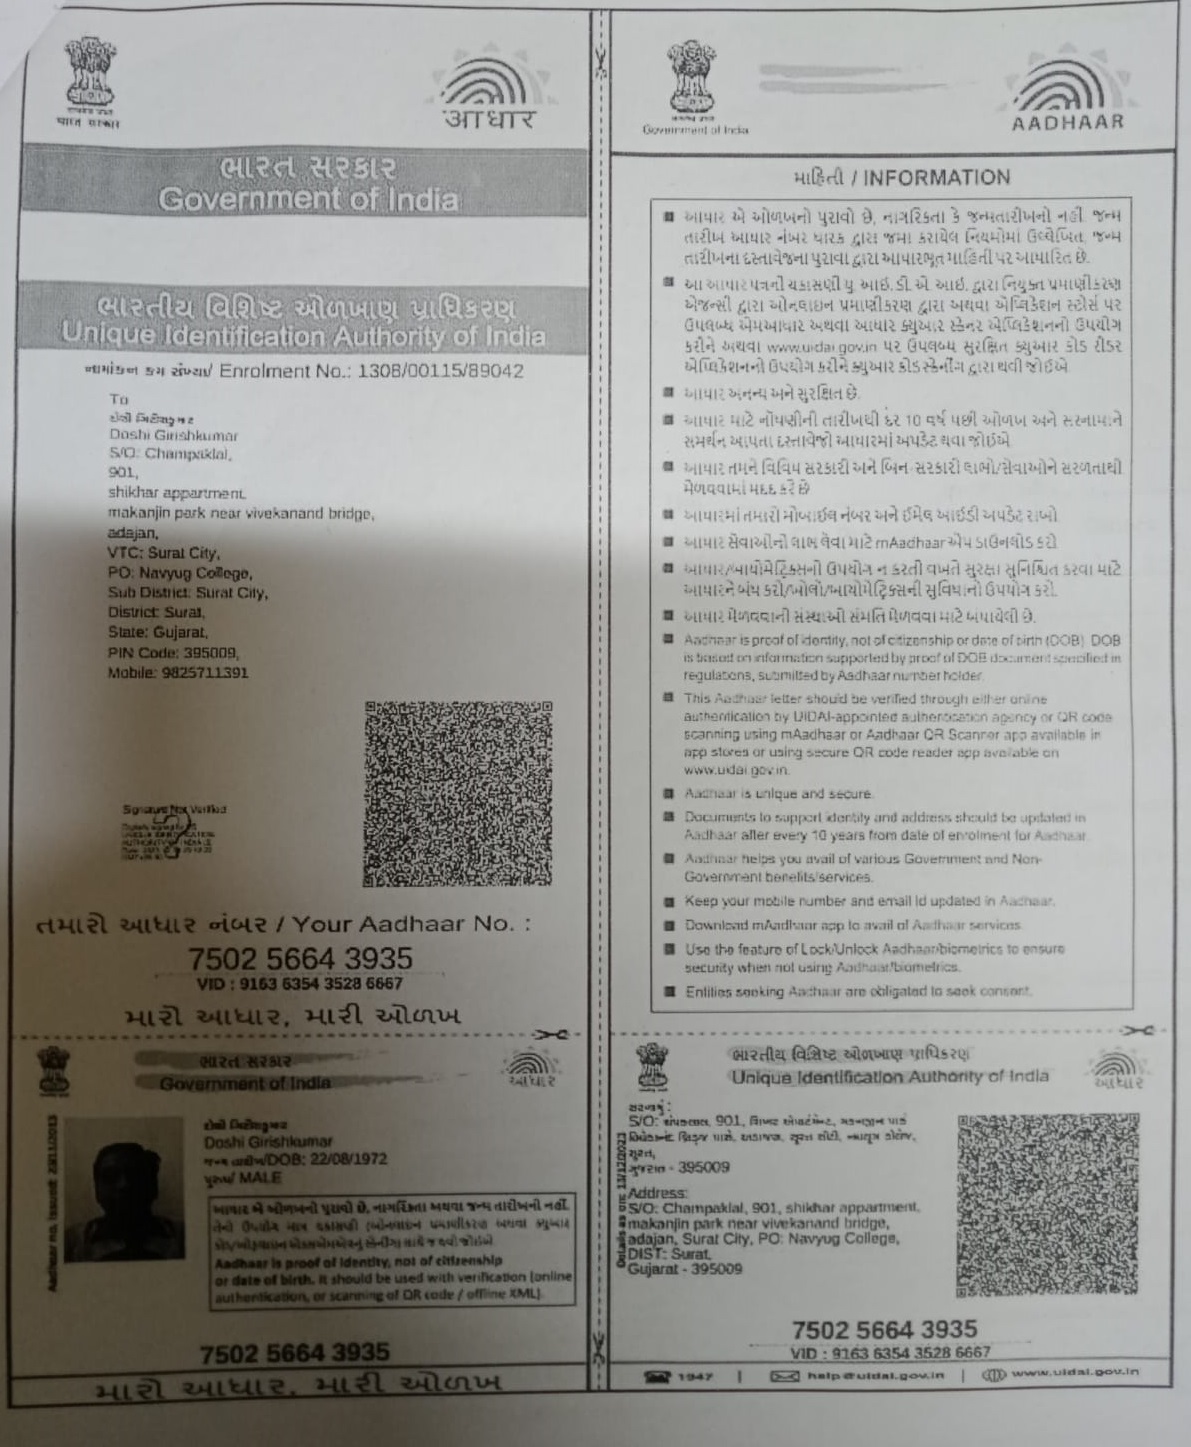 भारत सरकार
आधार
ભારત સરકાર
Government of India
ભારતીય વિશિષ્ટ ઓળખાણ પ્રાધિકરણ
Unique Identification Authority of India
નામાંકન ક્રમ સંખ્યા/ Enrolment No.: 1308/00115/89042
To
દોશી ગિરીશકુમાર
Doshi Girishkumar
S/O: Champaklal,
901,
shikhar appartment,
makanjin park near vivekanand bridge,
adajan,
VTC: Surat City,
PO: Navyug College,
Sub District: Surat City,
District: Surat,
State: Gujarat,
PIN Code: 395009,
Mobile: 9825711391
Signature Not Verified
તમારો આધાર નંબર / Your Aadhaar No. :
7502 5664 3935
VID : 9163 6354 3528 6667
મારો આધાર, મારી ઓળખ
ભારત સરકાર
Government of India
આધાર
Aadhaar no. issued: 23/11/2013
દોશી ગિરીશકુમાર
Doshi Girishkumar
જન્મ તારીખ/DOB: 22/08/1972
પુરુષ/ MALE
આધાર એ ઓળખનો પુરાવો છે, નાગરિકતા અથવા જન્મ તારીખનો નહીં.
Aadhaar is proof of identity, not of citizenship
or date of birth. It should be used with verification (online
authentication, or scanning of QR code / offline XML).
7502 5664 3935
મારો આધાર, મારી ઓળખ
Government of India
AADHAAR
માહિતી / INFORMATION
આધાર એ ઓળખનો પુરાવો છે, નાગરિકતા કે જન્મતારીખનો નહીં. જન્મ
તારીખ આધાર નંબર ધારક દ્વારા જમા કરાયેલ નિયમોમાં ઉલ્લેખિત, જન્મ
તારીખના દસ્તાવેજના પુરાવા દ્વારા આધારભૂત માહિતી પર આધારિત છે.
આ આધાર પત્રની ચકાસણી યુ. આઈ. ડી. એ. આઈ. દ્વારા નિયુક્ત પ્રમાણીકરણ
એજન્સી દ્વારા ઓનલાઇન પ્રમાણીકરણ દ્વારા અથવા એપ્લિકેશન સ્ટોર્સ પર
ઉપલબ્ધ એમઆધાર અથવા આધાર ક્યુઆર સ્કેનર એપ્લિકેશનનો ઉપયોગ
કરીને અથવા www.uidai.gov.in પર ઉપલબ્ધ સુરક્ષિત ક્યુઆર કોડ રીડર
એપ્લિકેશનનો ઉપયોગ કરીને ક્યુઆર કોડ સ્કેનીંગ દ્વારા થવી જોઈએ
આધાર અનન્ય અને સુરક્ષિત છે.
આધાર માટે નોંધણીની તારીખથી દર 10 વર્ષ પછી ઓળખ અને સરનામાને
સમર્થન આપતા દસ્તાવેજો આધારમાં અપડેટ થવા જોઈએ
આધાર તમને વિવિધ સરકારી અને બિન-સરકારી લાભો/સેવાઓને સરળતાથી
મેળવવામાં મદદ કરે છે
આધારમાં તમારો મોબાઈલ નંબર અને ઈમેલ આઈડી અપડેટ રાખો
આધાર સેવાઓનો લાભ લેવા માટે mAadhaar એપ ડાઉનલોડ કરો
આધાર/બાયોમેટ્રિક્સનો ઉપયોગ ન કરતી વખતે સુરક્ષા સુનિશ્ચિત કરવા માટે
આધારને બંધ કરો/ખોલો/બાયોમેટ્રિક્સની સુવિધાનો ઉપયોગ કરો.
આધાર મેળવવાની સંસ્થાઓ સંમતિ મેળવવા માટે બંધાયેલી છે.
Aadhaar is proof of identity, not of citizenship or date of birth (DOB). DOB
is based on information supported by proof of DOB document specified in
regulations, submitted by Aadhaar number holder.
This Aadhaar letter should be verified through either online
authentication by UIDAI-appointed authentication agency or QR code
scanning using mAadhaar or Aadhaar QR Scanner app available in
app stores or using secure QR code reader app available on
www.uidai.gov.in.
Aadhaar is unique and secure.
Documents to support identity and address should be updated in
Aadhaar after every 10 years from date of enrolment for Aadhaar.
Aadhaar helps you avail of various Government and Non-
Government benefits/services.
Keep your mobile number and email id updated in Aadhaar.
Download mAadhaar app to avail of Aadhaar services.
Use the feature of Lock/Unlock Aadhaar/biometrics to ensure
security when not using Aadhaar/biometrics.
Entities seeking Aadhaar are obligated to seek consent.
ભારતીય વિશિષ્ટ ઓળખાણ પ્રાધિકરણ
Unique Identification Authority of India
આધાર
Details as on: 13/12/2023
સરનામું :
S/O: ચંપકલાલ, 901, શિખર એપાર્ટમેન્ટ, મકનજીન પાર્ક
સુરત,
ગુજરાત - 395009
Address:
S/O: Champaklal, 901, shikhar appartment,
makanjin park near vivekanand bridge,
adajan, Surat City, PO: Navyug College,
DIST: Surat,
Gujarat - 395009
7502 5664 3935
VID : 9163 6354 3528 6667
1947 | help@uidai.gov.in | www.uidai.gov.in